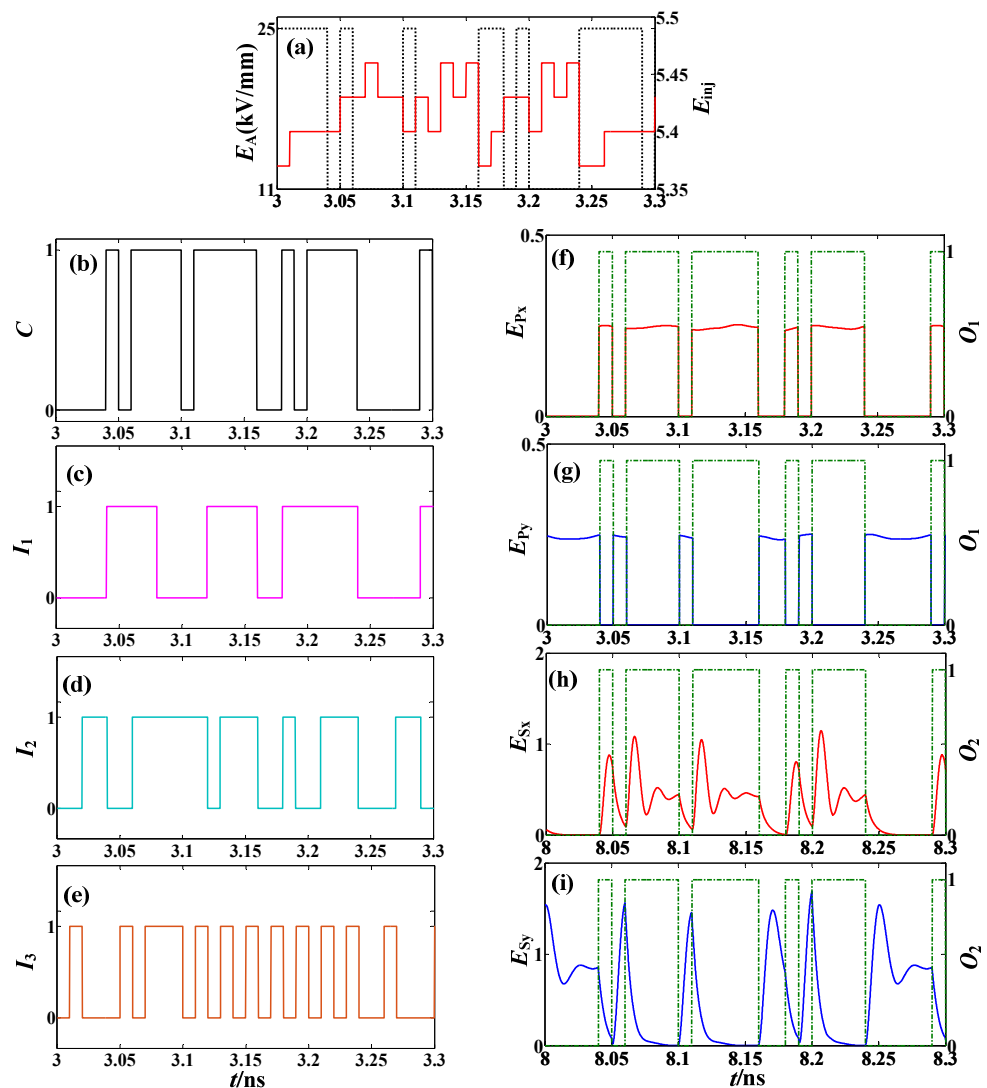 (a)
E_A(kV/mm)
25
11
5.5
5.45
5.4
5.35
E_inj
3 3.05 3.1 3.15 3.2 3.25 3.3
(b)
C
1
0
3 3.05 3.1 3.15 3.2 3.25 3.3
(c)
I_1
1
0
3 3.05 3.1 3.15 3.2 3.25 3.3
(d)
I_2
1
0
3 3.05 3.1 3.15 3.2 3.25 3.3
(e)
I_3
1
0
3 3.05 3.1 3.15 3.2 3.25 3.3
t/ns
(f)
E_Px
0.5
0
1
0
O_1
3 3.05 3.1 3.15 3.2 3.25 3.3
(g)
E_Py
0.5
0
1
0
O_1
3 3.05 3.1 3.15 3.2 3.25 3.3
(h)
E_Sx
2
1
0
1
0
O_2
8 8.05 8.1 8.15 8.2 8.25 8.3
(i)
E_Sy
2
1
0
1
0
O_2
8 8.05 8.1 8.15 8.2 8.25 8.3
t/ns